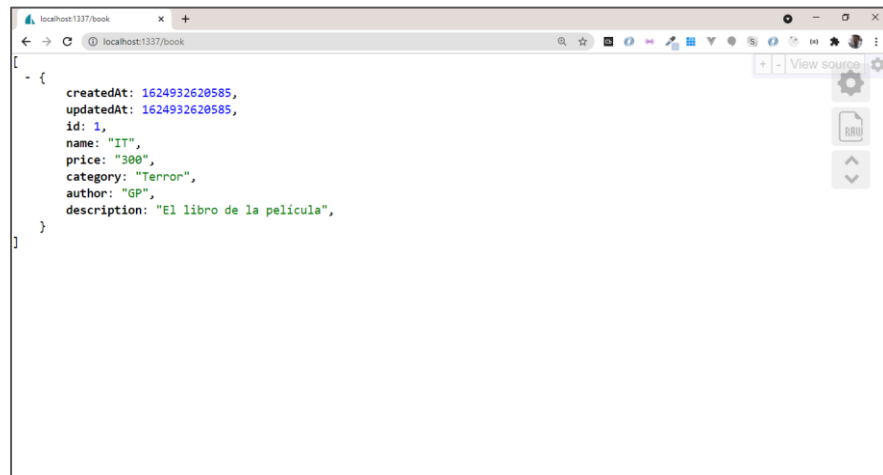 localhost:1337/book
localhost:1337/book
[
+ - View source
- {
createdAt: 1624932620585,
updatedAt: 1624932620585,
id: 1,
name: "IT",
price: "300",
category: "Terror",
author: "GP",
description: "El libro de la película",
}
]
RAW